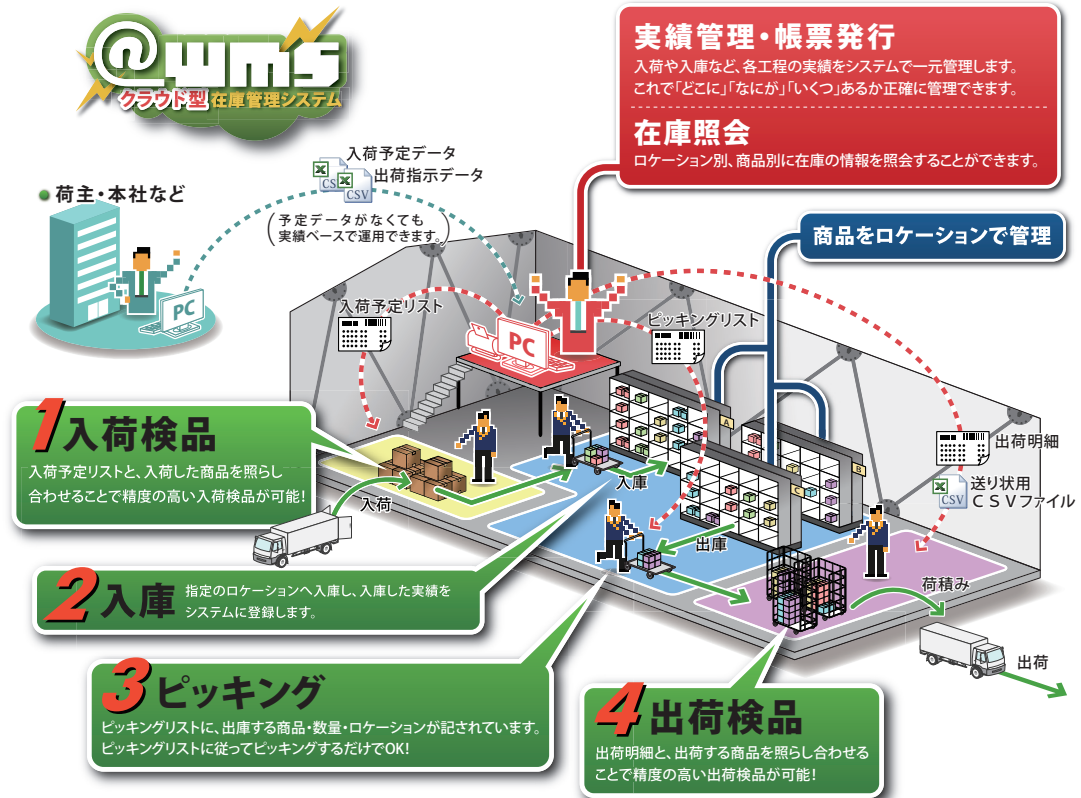 @wms
クラウド型 在庫管理システム
実績管理・帳票発行
入荷や入庫など、各工程の実績をシステムで一元管理します。
これで「どこに」「なにが」「いくつ」あるか正確に管理できます。
在庫照会
ロケーション別、商品別に在庫の情報を照会することができます。
入荷予定データ
出荷指示データ
CS
CSV
(予定データがなくても
実績ベースで運用できます。)
荷主・本社など
PC
商品をロケーションで管理
入荷予定リスト
PC
ピッキングリスト
A
B
C
出荷明細
CSV
送り状用
CSVファイル
1 入荷検品
入荷予定リストと、入荷した商品を照らし
合わせることで精度の高い入荷検品が可能!
入荷
入庫
出庫
荷積み
出荷
2 入庫
指定のロケーションへ入庫し、入庫した実績を
システムに登録します。
3 ピッキング
ピッキングリストに、出庫する商品・数量・ロケーションが記されています。
ピッキングリストに従ってピッキングするだけでOK!
4 出荷検品
出荷明細と、出荷する商品を照らし合わせる
ことで精度の高い出荷検品が可能!